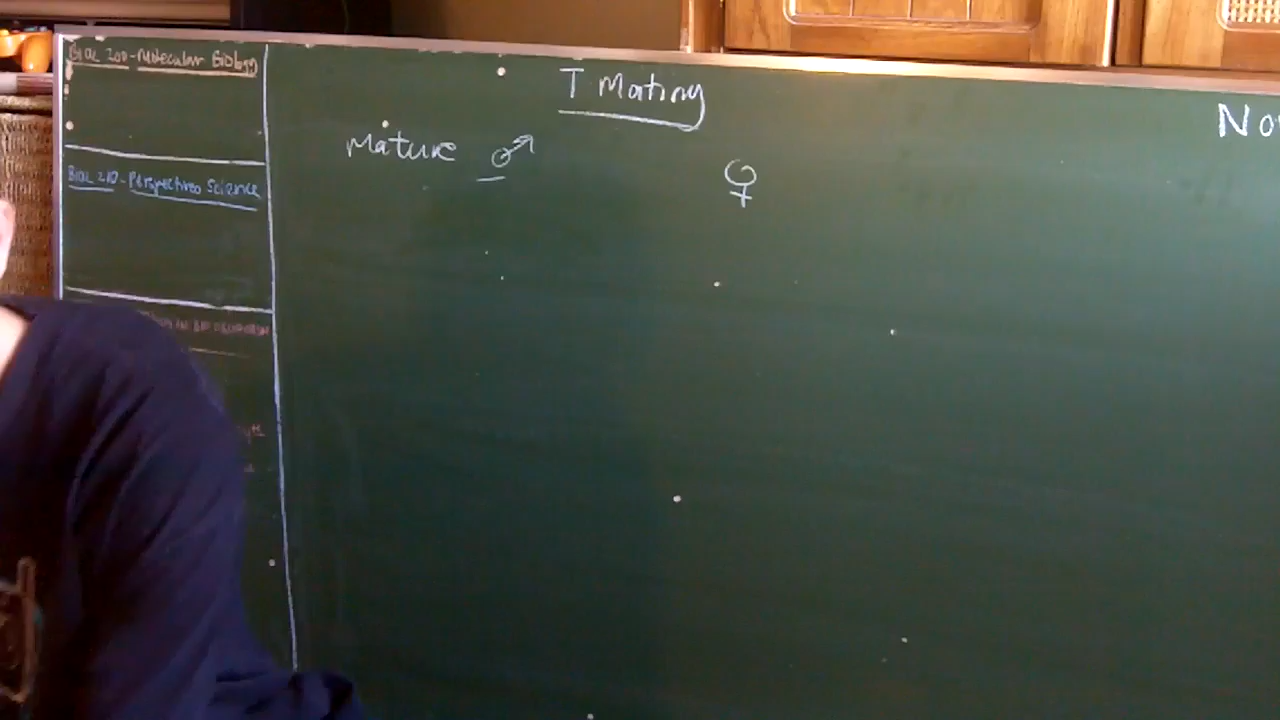 BIOL 200-Molecular Biology
BIOL 210-Perspectives Science
T Mating
Mature ♂
♀
No